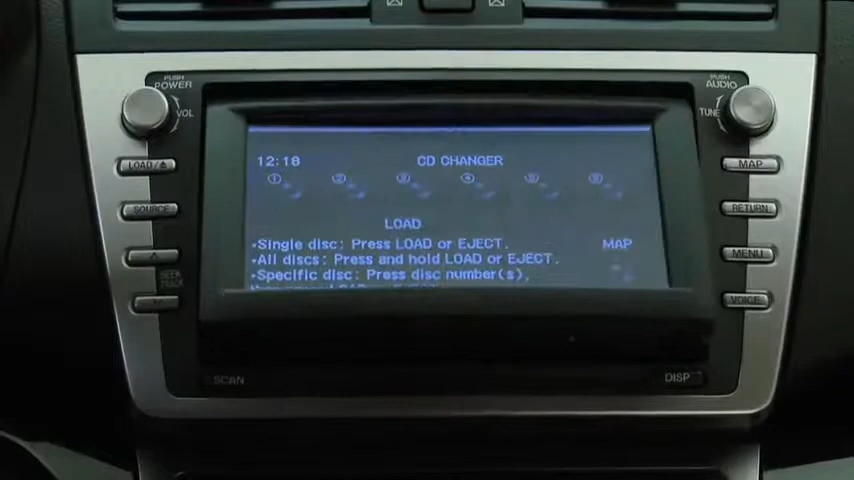 PUSH
POWER
VOL
PUSH
AUDIO
TUNE
LOAD/⏏
SOURCE
SEEK
TRACK
SCAN
MAP
RETURN
MENU
VOICE
DISP
12:18
CD CHANGER
① ② ③ ④ ⑤ ⑥
LOAD
•Single disc: Press LOAD or EJECT.
MAP
•All discs: Press and hold LOAD or EJECT.
•Specific disc: Press disc number(s),